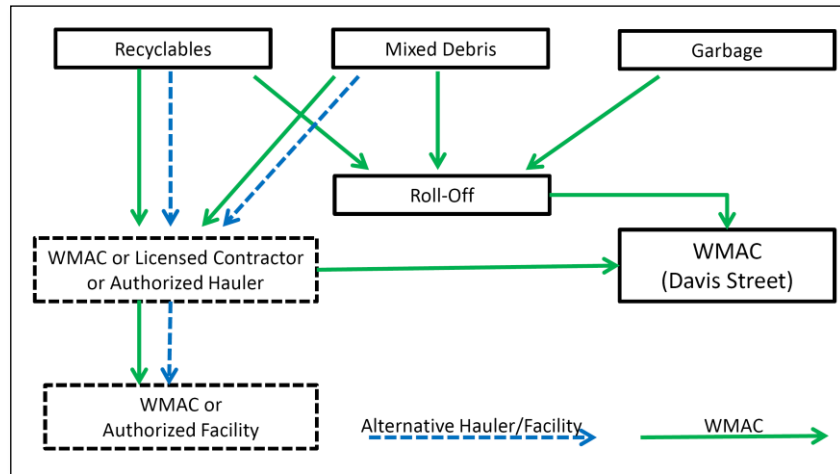 Recyclables
Mixed Debris
Garbage
Roll-Off
WMAC or Licensed Contractor
or Authorized Hauler
WMAC
(Davis Street)
WMAC or
Authorized Facility
Alternative Hauler/Facility
WMAC